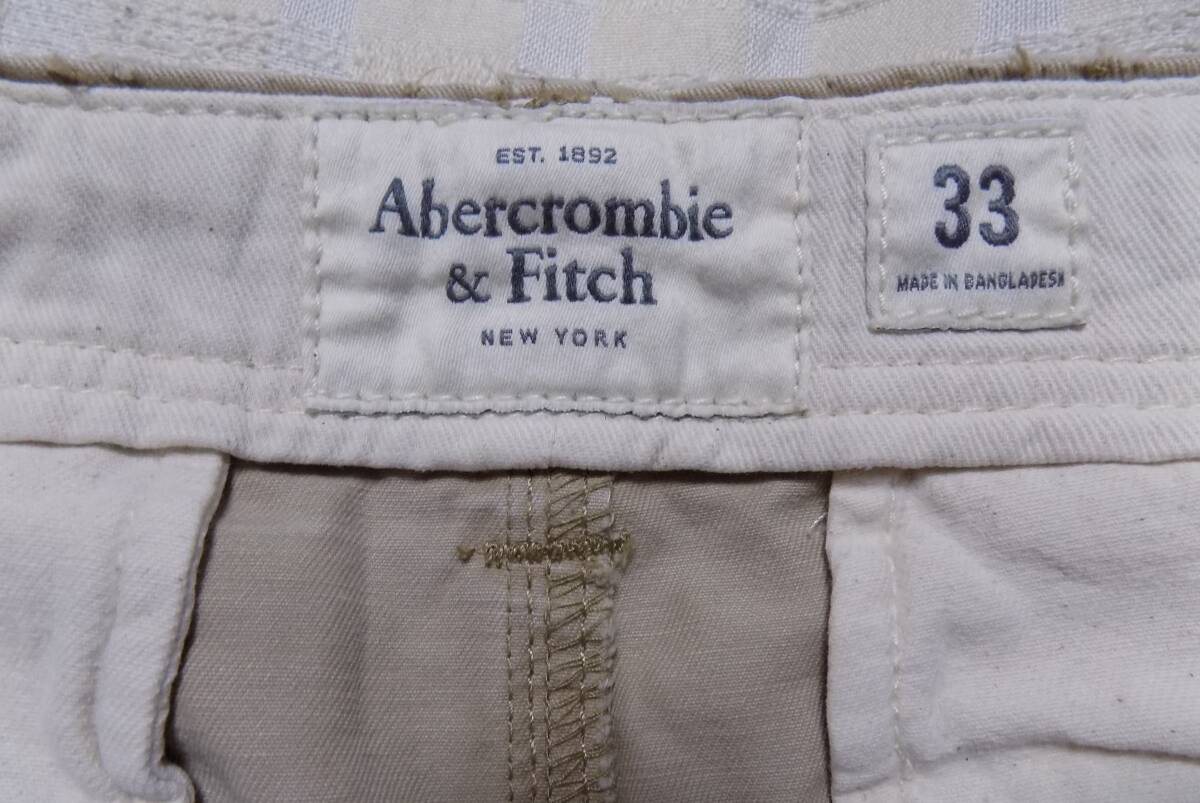 EST. 1892
Abercrombie
& Fitch
NEW YORK
33
MADE IN BANGLADESH